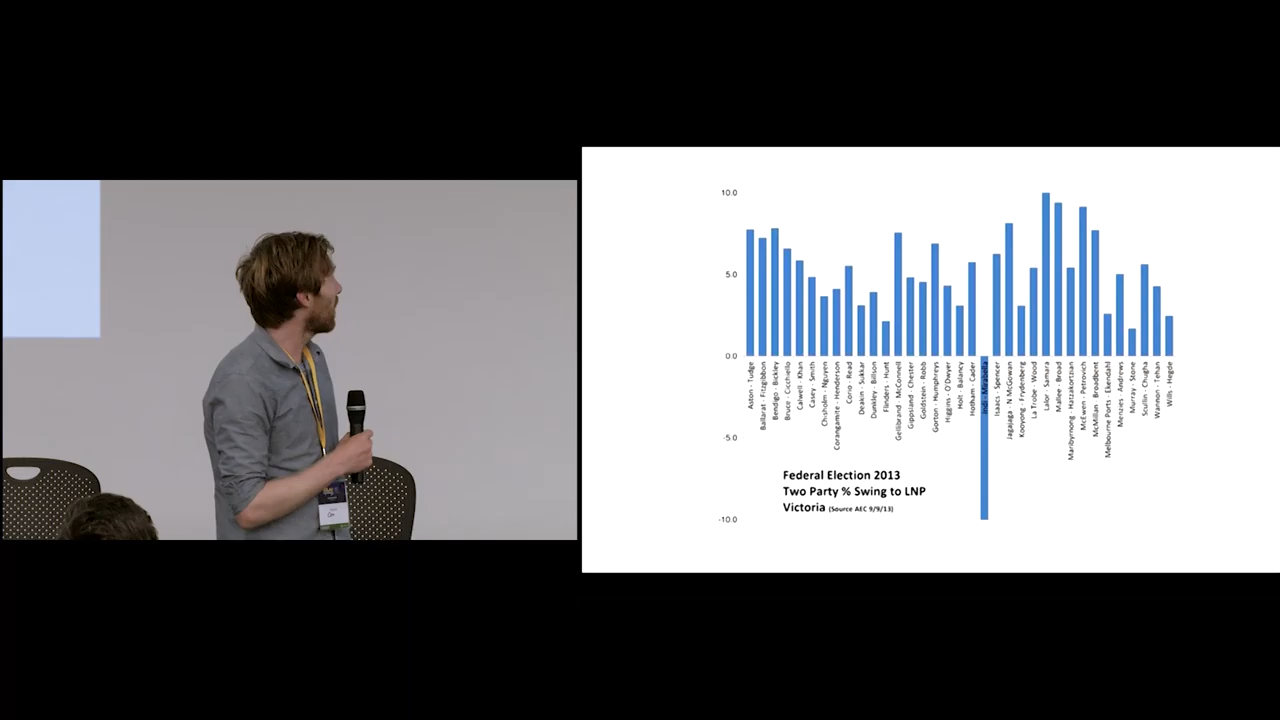 10.0
5.0
0.0
-5.0
-10.0
Aston - Tudge
Ballarat - Fitzgibbon
Bendigo - Bickley
Bruce - Cicchiello
Calwell - Khan
Casey - Smith
Chisholm - Nguyen
Corangamite - Henderson
Corio - Read
Deakin - Sukkar
Dunkley - Billson
Flinders - Hunt
Gellibrand - McConnell
Gippsland - Chester
Goldstein - Robb
Gorton - Humphreys
Higgins - O'Dwyer
Holt - Balancy
Hotham - Cader
Indi - Mirabella
Isaacs - Spencer
Jagajaga - N McGowan
Kooyong - Frydenberg
La Trobe - Wood
Lalor - Samara
Mallee - Broad
Maribyrnong - Hatzakortzian
McEwen - Petrovich
McMillan - Broadbent
Melbourne Ports - Ekendahl
Menzies - Andrews
Murray - Stone
Scullin - Chugha
Wannon - Tehan
Wills - Hegde
Federal Election 2013
Two Party % Swing to LNP
Victoria (Source AEC 9/9/13)